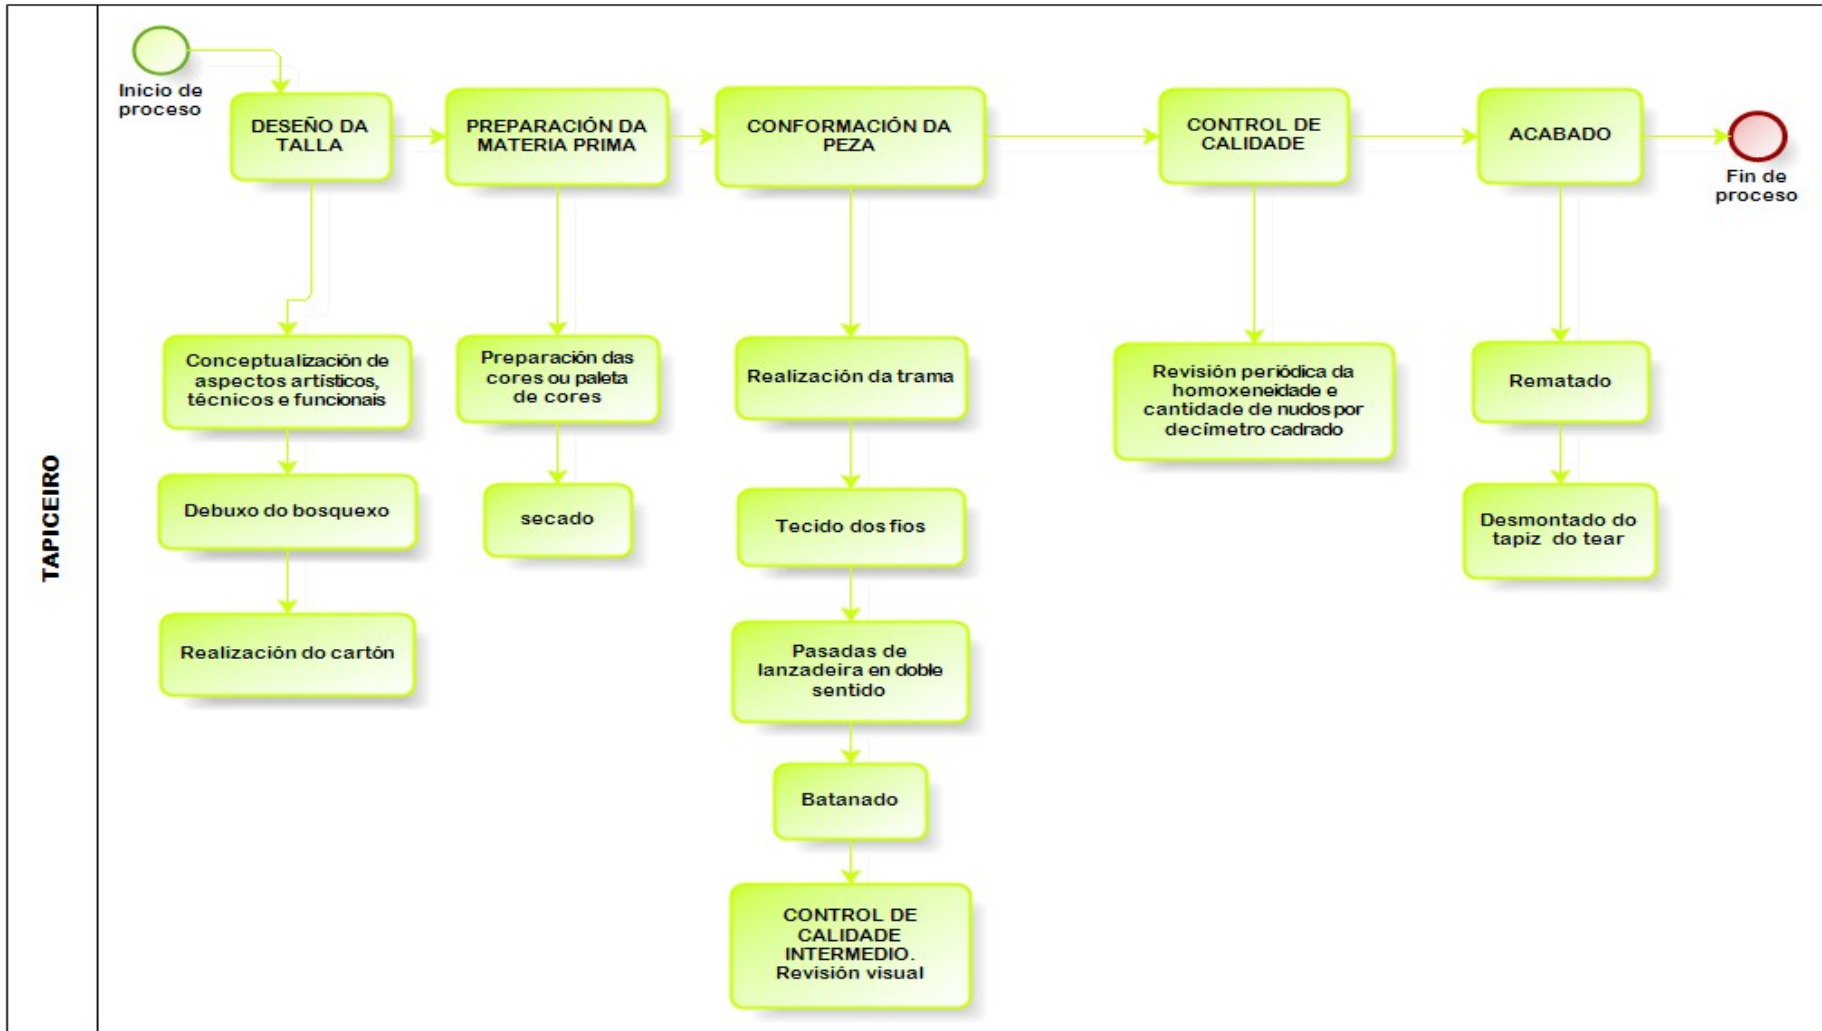 TAPICEIRO
Inicio de
proceso
DESEÑO DA
TALLA
PREPARACIÓN DA
MATERIA PRIMA
CONFORMACIÓN DA
PEZA
CONTROL DE
CALIDADE
ACABADO
Fin de
proceso
Conceptualización de
aspectos artísticos,
técnicos e funcionais
Debuxo do bosquexo
Realización do cartón
Preparación das
cores ou paleta
de cores
secado
Realización da trama
Tecido dos fios
Pasadas de
lanzadeira en doble
sentido
Batanado
CONTROL DE
CALIDADE
INTERMEDIO.
Revisión visual
Revisión periódica da
homoxeneidade e
cantidade de nudos por
decímetro cadrado
Rematado
Desmontado do
tapiz do tear